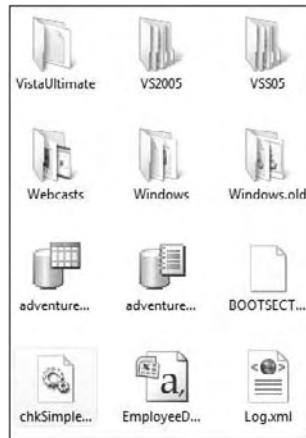 VistaUltimate VS2005 VSS05
Webcasts Windows Windows.old
adventure... adventure... BOOTSECT...
a,
chkSimple... EmployeeD... Log.xml